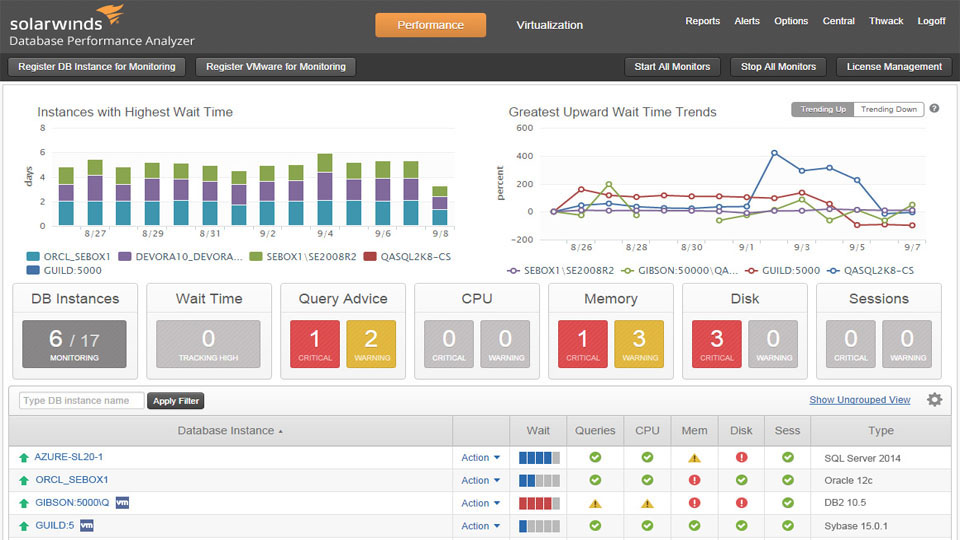 solarwinds
Database Performance Analyzer
Performance
Virtualization
Reports Alerts Options Central Thwack Logoff
Register DB Instance for Monitoring
Register VMware for Monitoring
Start All Monitors
Stop All Monitors
License Management
Instances with Highest Wait Time
8
6
4
2
0
days
8/27 8/29 8/31 9/2 9/4 9/6 9/8
ORCL_SEBOX1 DEVORA10_DEVORA... SEBOX1\SE2008R2 QASQL2K8-CS
GUILD:5000
Greatest Upward Wait Time Trends
Trending Up Trending Down ?
600
400
200
0
-200
percent
8/26 8/28 8/30 9/1 9/3 9/5 9/7
SEBOX1\SE2008R2 GIBSON:50000\QA... GUILD:5000 QASQL2K8-CS
DB Instances
6 / 17
MONITORING
Wait Time
0
TRACKING HIGH
Query Advice
1 2
CRITICAL WARNING
CPU
0 0
CRITICAL WARNING
Memory
1 3
CRITICAL WARNING
Disk
3 0
CRITICAL WARNING
Sessions
0 0
CRITICAL WARNING
Type DB instance name Apply Filter Show Ungrouped View
Database Instance Wait Queries CPU Mem Disk Sess Type
AZURE-SL20-1 Action SQL Server 2014
ORCL_SEBOX1 Action Oracle 12c
GIBSON:5000\Q vm Action DB2 10.5
GUILD:5 vm Action Sybase 15.0.1